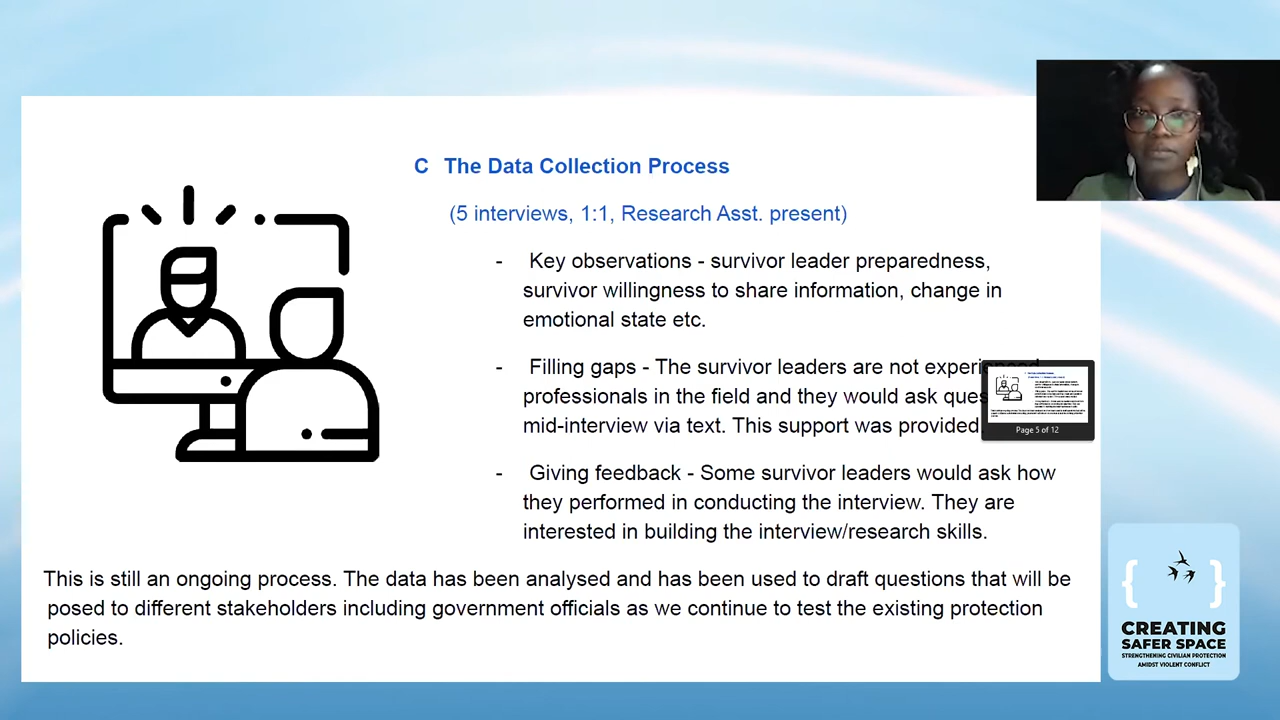 C The Data Collection Process
(5 interviews, 1:1, Research Asst. present)
- Key observations - survivor leader preparedness,
survivor willingness to share information, change in
emotional state etc.
- Filling gaps - The survivor leaders are not experienced
professionals in the field and they would ask
mid-interview via text. This support was provided
- Giving feedback - Some survivor leaders would ask how
they performed in conducting the interview. They are
interested in building the interview/research skills.
This is still an ongoing process. The data has been analysed and has been used to draft questions that will be
posed to different stakeholders including government officials as we continue to test the existing protection
policies.
Page 5 of 12
{ }
CREATING
SAFER SPACE
STRENGTHENING CIVILIAN PROTECTION
AMIDST VIOLENT CONFLICT